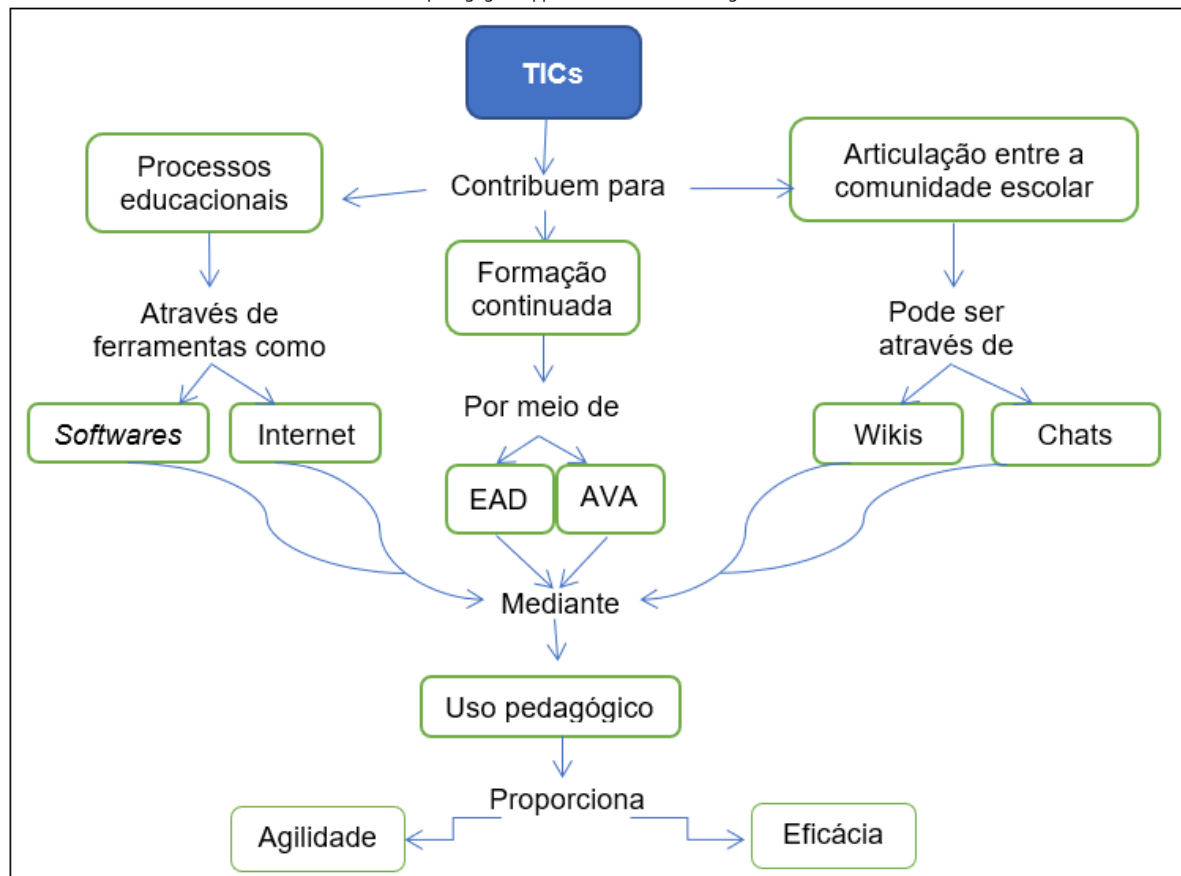 TICs
Processos
educacionais
Contribuem para
Articulação entre a
comunidade escolar
Formação
continuada
Através de
ferramentas como
Pode ser
através de
Por meio de
Softwares
Internet
Wikis
Chats
EAD
AVA
Mediante
Uso pedagógico
Proporciona
Agilidade
Eficácia